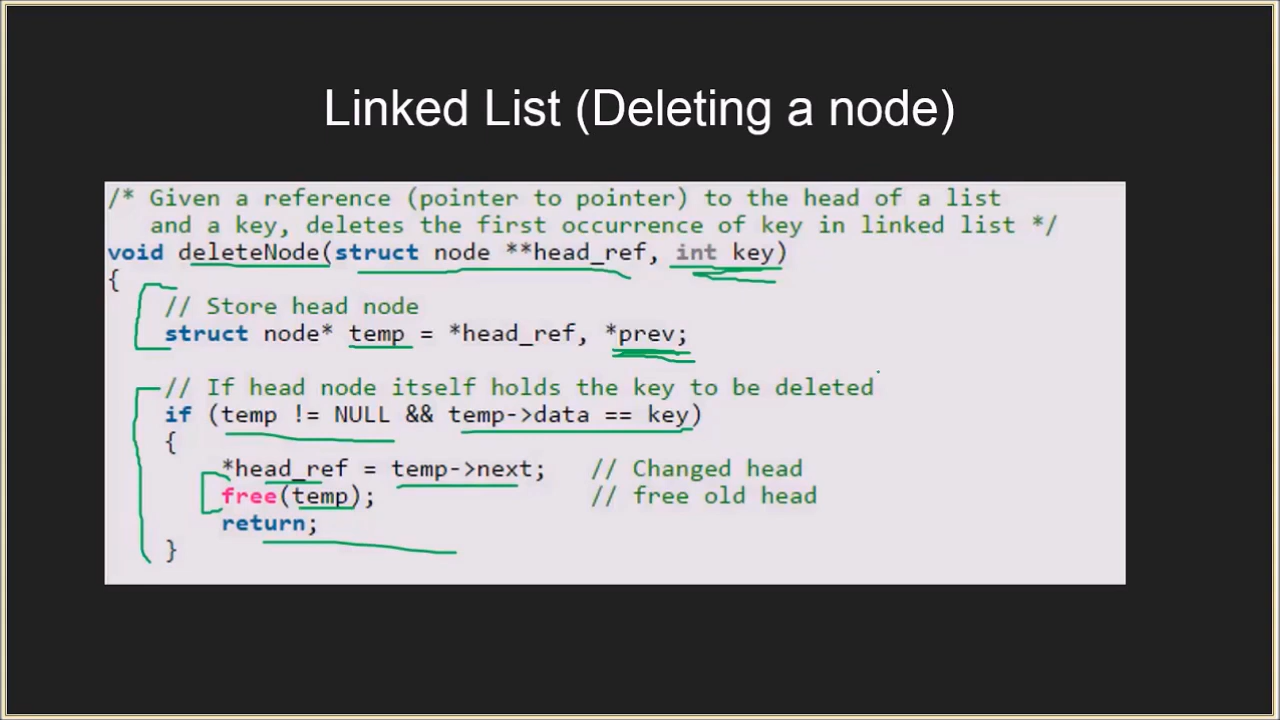 Linked List (Deleting a node)
/* Given a reference (pointer to pointer) to the head of a list
and a key, deletes the first occurrence of key in linked list */
void deleteNode(struct node **head_ref, int key)
{
// Store head node
struct node* temp = *head_ref, *prev;
// If head node itself holds the key to be deleted
if (temp != NULL && temp->data == key)
{
*head_ref = temp->next; // Changed head
free(temp); // free old head
return;
}